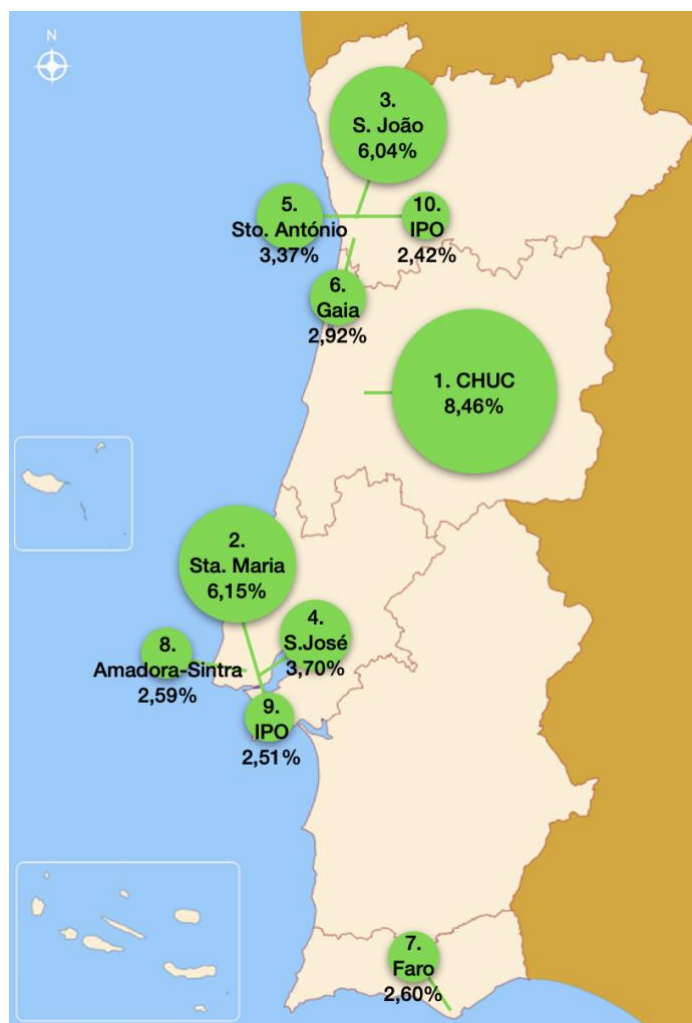 N
3.
S. João
6,04%
5.
Sto. António
3,37%
10.
IPO
2,42%
6.
Gaia
2,92%
1. CHUC
8,46%
2.
Sta. Maria
6,15%
4.
S.José
3,70%
8.
Amadora-Sintra
2,59%
9.
IPO
2,51%
7.
Faro
2,60%